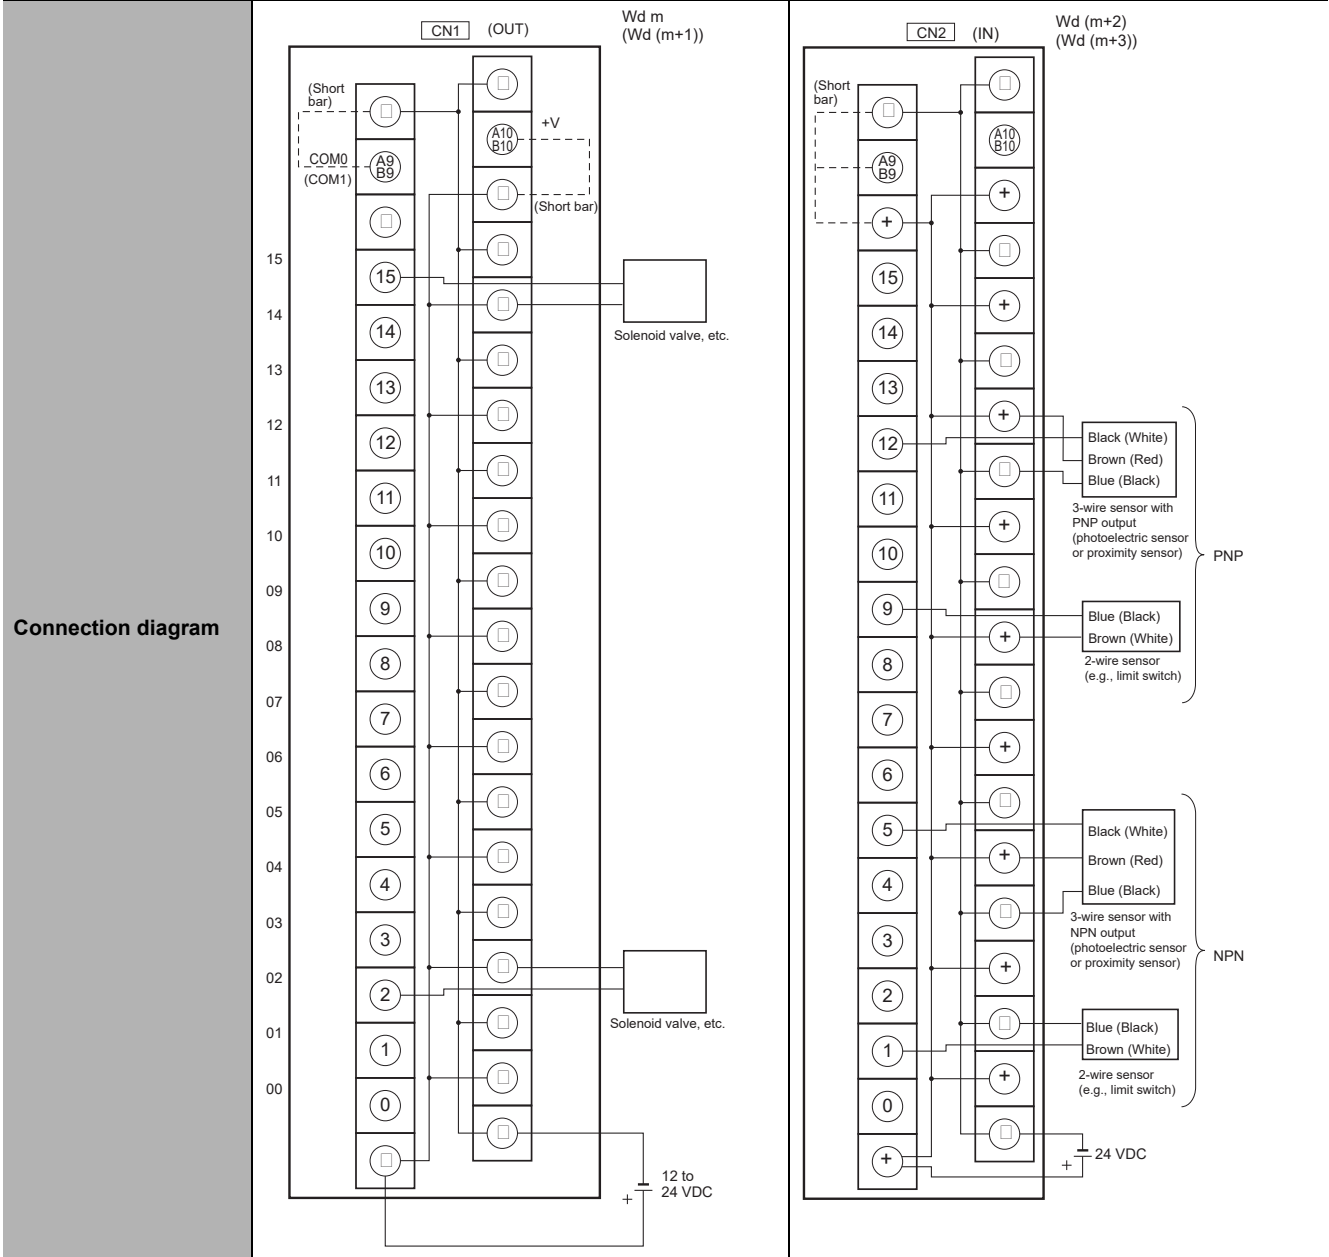 Connection diagram
CN1 (OUT)
Wd m
(Wd (m+1))
(Short
bar)
A10
B10
+V
COM0
(COM1)
A9
B9
(Short bar)
15
15
14
Solenoid valve, etc.
14
13
13
12
12
11
11
10
10
09
9
08
8
07
7
06
6
05
5
04
4
03
3
02
2
Solenoid valve, etc.
01
1
00
0
+
12 to
24 VDC
CN2 (IN)
Wd (m+2)
(Wd (m+3))
(Short
bar)
A10
B10
A9
B9
+
+
15
+
14
13
+
12
Black (White)
Brown (Red)
Blue (Black)
11
3-wire sensor with
PNP output
(photoelectric sensor
or proximity sensor)
PNP
+
10
9
Blue (Black)
+
Brown (White)
8
2-wire sensor
(e.g., limit switch)
7
+
6
5
Black (White)
+
Brown (Red)
4
Blue (Black)
3-wire sensor with
NPN output
(photoelectric sensor
or proximity sensor)
NPN
3
+
2
Blue (Black)
1
Brown (White)
+
2-wire sensor
(e.g., limit switch)
0
+
+
24 VDC